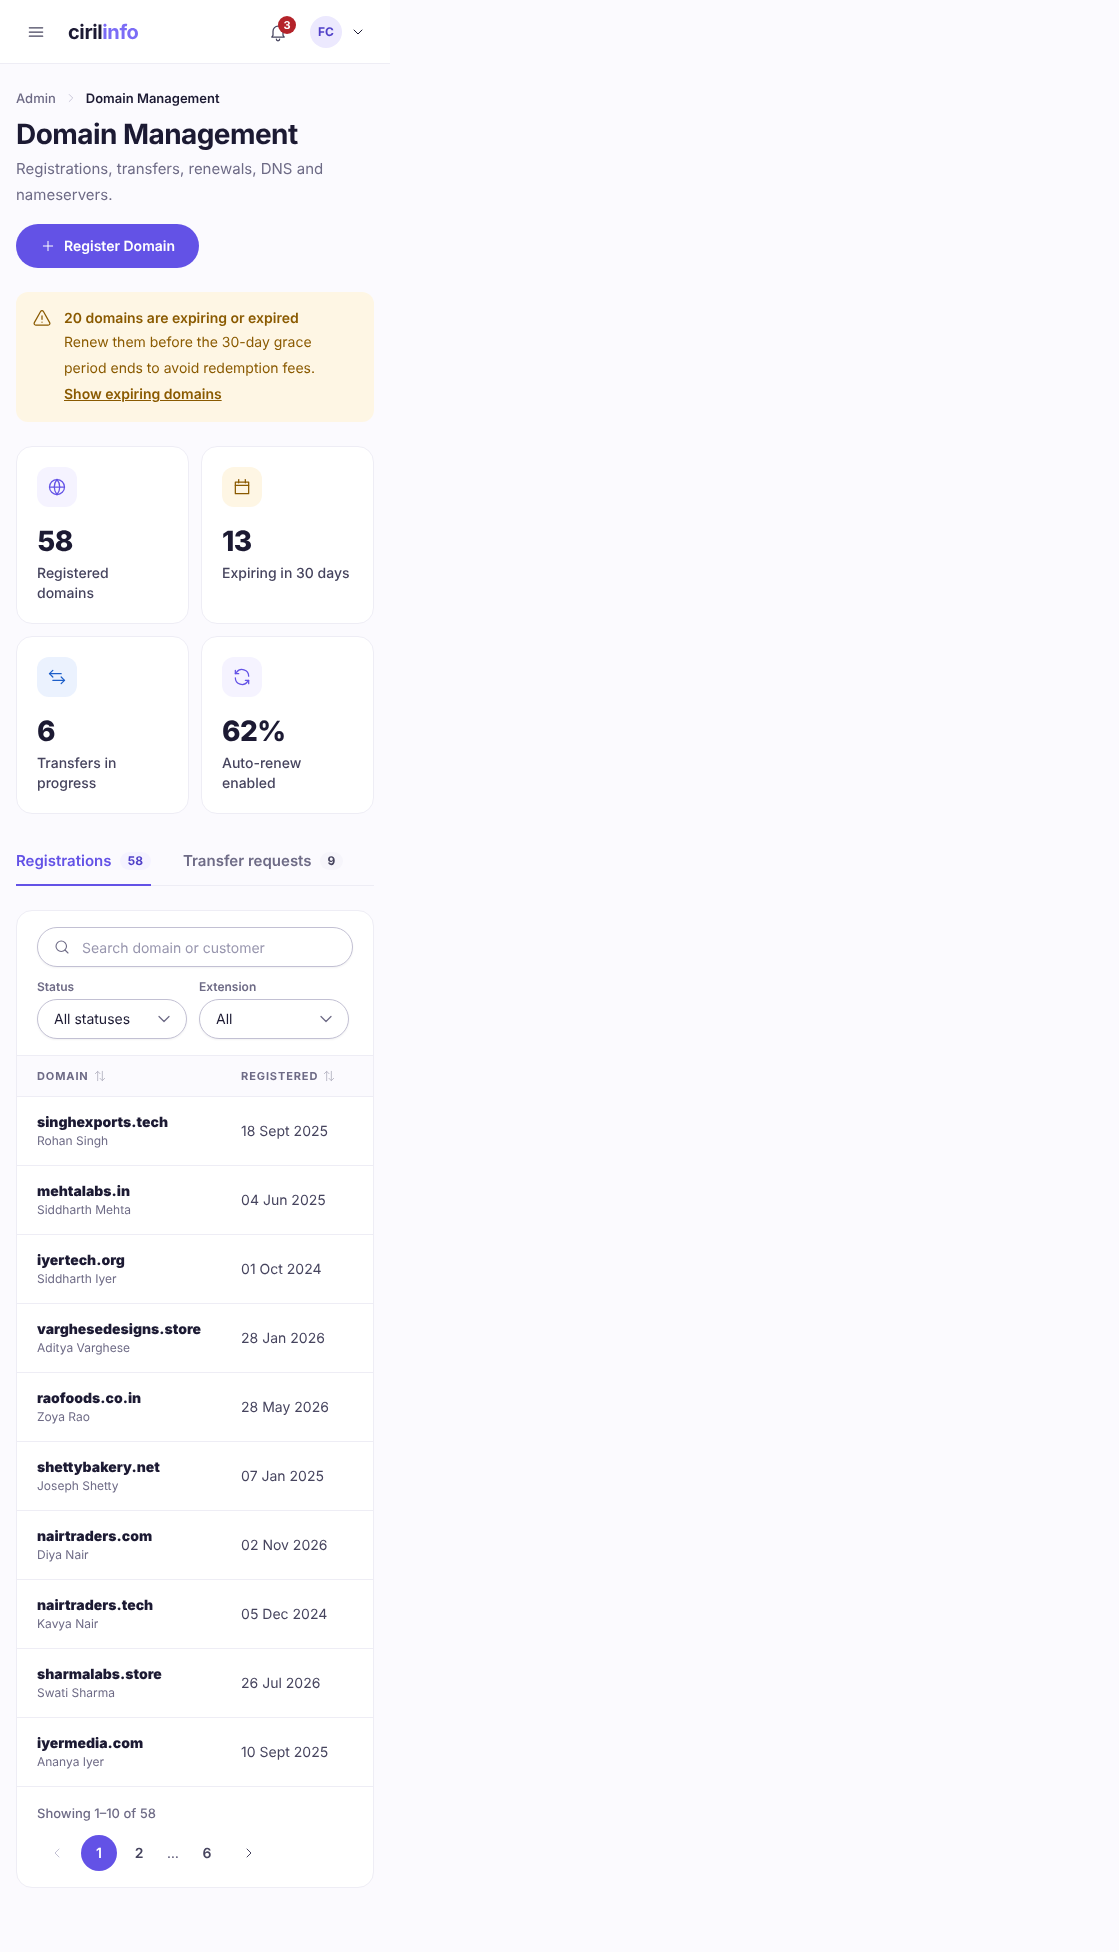 cirilinfo
3
FC
Admin
Domain Management
Domain Management
Registrations, transfers, renewals, DNS and
nameservers.
Register Domain
20 domains are expiring or expired
Renew them before the 30-day grace
period ends to avoid redemption fees.
Show expiring domains
58
Registered
domains
13
Expiring in 30 days
6
Transfers in
progress
62%
Auto-renew
enabled
Registrations 58
Transfer requests 9
Search domain or customer
Status
Extension
All statuses
All
DOMAIN
REGISTERED
singhexports.tech
Rohan Singh
18 Sept 2025
mehtalabs.in
Siddharth Mehta
04 Jun 2025
iyertech.org
Siddharth Iyer
01 Oct 2024
varghesedesigns.store
Aditya Varghese
28 Jan 2026
raofoods.co.in
Zoya Rao
28 May 2026
shettybakery.net
Joseph Shetty
07 Jan 2025
nairtraders.com
Diya Nair
02 Nov 2026
nairtraders.tech
Kavya Nair
05 Dec 2024
sharmalabs.store
Swati Sharma
26 Jul 2026
iyermedia.com
Ananya Iyer
10 Sept 2025
Showing 1–10 of 58
1 2 ... 6